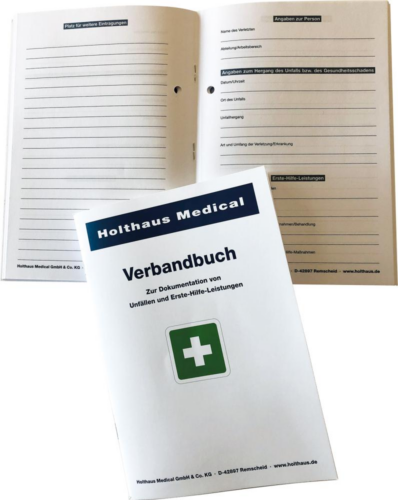 Platz für weitere Eintragungen
Holthaus Medical GmbH & Co. KG
Angaben zur Person
Name des Verletzten
Abteilung/Arbeitsbereich
Angaben zum Hergang des Unfalls bzw. des Gesundheitsschadens
Datum/Uhrzeit
Ort des Unfalls
Unfallhergang
Art und Umfang der Verletzung/Erkrankung
Erste-Hilfe-Leistungen
D-42857 Remscheid · www.holthaus.de
Holthaus Medical
Verbandbuch
Zur Dokumentation von
Unfällen und Erste-Hilfe-Leistungen
Holthaus Medical GmbH & Co. KG · D-42857 Remscheid · www.holthaus.de